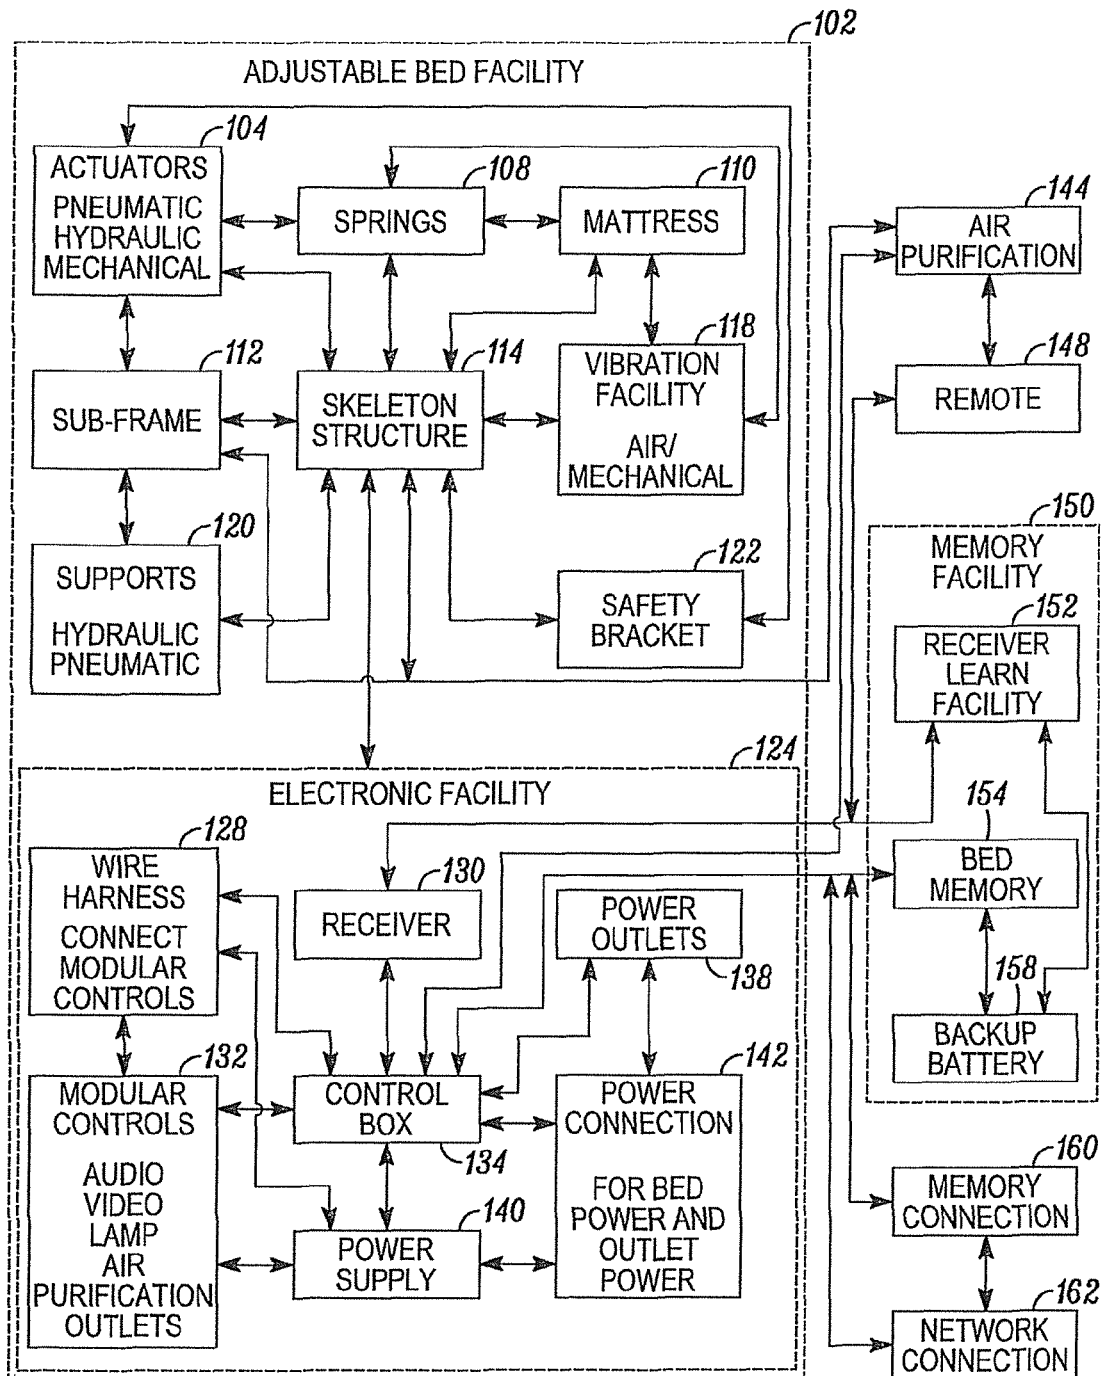 102
ADJUSTABLE BED FACILITY
104
ACTUATORS
PNEUMATIC
HYDRAULIC
MECHANICAL
108
SPRINGS
110
MATTRESS
144
AIR
PURIFICATION
112
SUB-FRAME
114
SKELETON
STRUCTURE
118
VIBRATION
FACILITY
AIR/
MECHANICAL
148
REMOTE
120
SUPPORTS
HYDRAULIC
PNEUMATIC
122
SAFETY
BRACKET
150
MEMORY
FACILITY
152
RECEIVER
LEARN
FACILITY
124
ELECTRONIC FACILITY
128
WIRE
HARNESS
CONNECT
MODULAR
CONTROLS
130
RECEIVER
POWER
OUTLETS
138
154
BED
MEMORY
158
BACKUP
BATTERY
132
MODULAR
CONTROLS
AUDIO
VIDEO
LAMP
AIR
PURIFICATION
OUTLETS
CONTROL
BOX
134
142
POWER
CONNECTION
FOR BED
POWER AND
OUTLET
POWER
140
POWER
SUPPLY
160
MEMORY
CONNECTION
162
NETWORK
CONNECTION